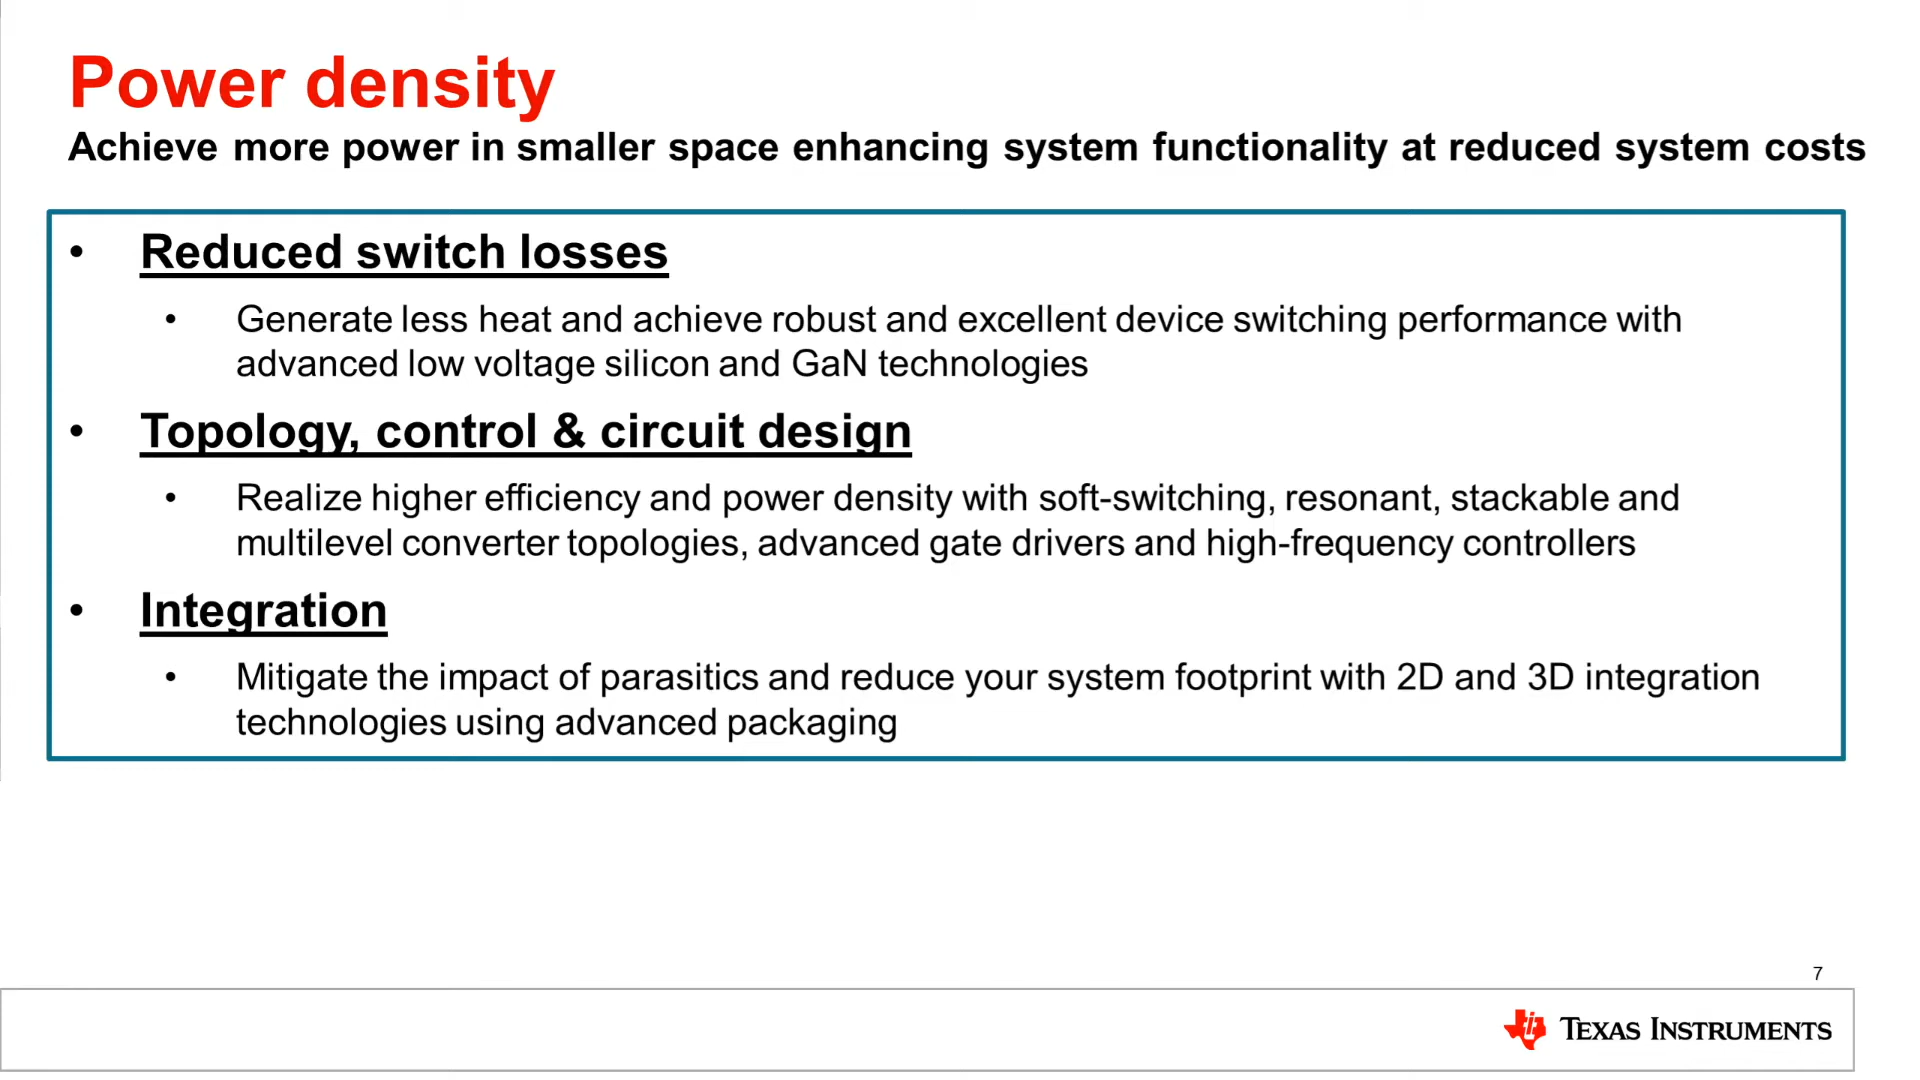 Power density
Achieve more power in smaller space enhancing system functionality at reduced system costs
• Reduced switch losses
• Generate less heat and achieve robust and excellent device switching performance with
advanced low voltage silicon and GaN technologies
• Topology, control & circuit design
• Realize higher efficiency and power density with soft-switching, resonant, stackable and
multilevel converter topologies, advanced gate drivers and high-frequency controllers
• Integration
• Mitigate the impact of parasitics and reduce your system footprint with 2D and 3D integration
technologies using advanced packaging
7
TEXAS INSTRUMENTS